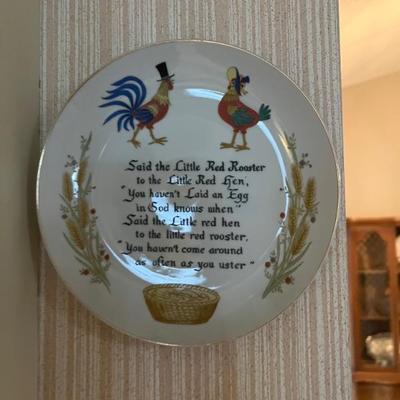 Said the Little Red Rooster
to the Little Red Hen,
"You haven't Laid an Egg
in God knows when"
Said the Little red hen
to the little red rooster,
"You haven't come around
as often as you uster"